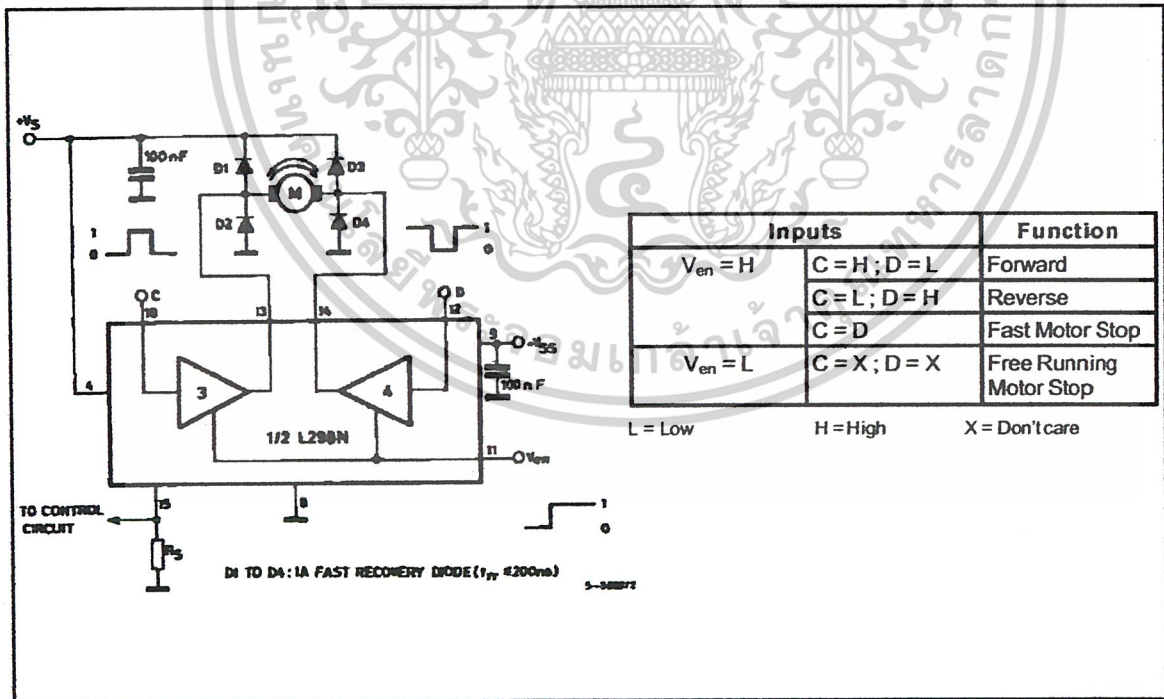 +Vs
100nF
D1
D3
M
D2
D4
1
0
1
0
C
10
13
14
B
12
9
+Vss
100nF
4
3
4
1/2 L298N
11
Ven
15
8
TO CONTROL
CIRCUIT
Rs
1
0
D1 TO D4: 1A FAST RECOVERY DIODE (trr ≤200ns)
Inputs Function
Ven = H C = H ; D = L Forward
C = L ; D = H Reverse
C = D Fast Motor Stop
Ven = L C = X ; D = X Free Running
Motor Stop
L = Low H = High X = Don't care